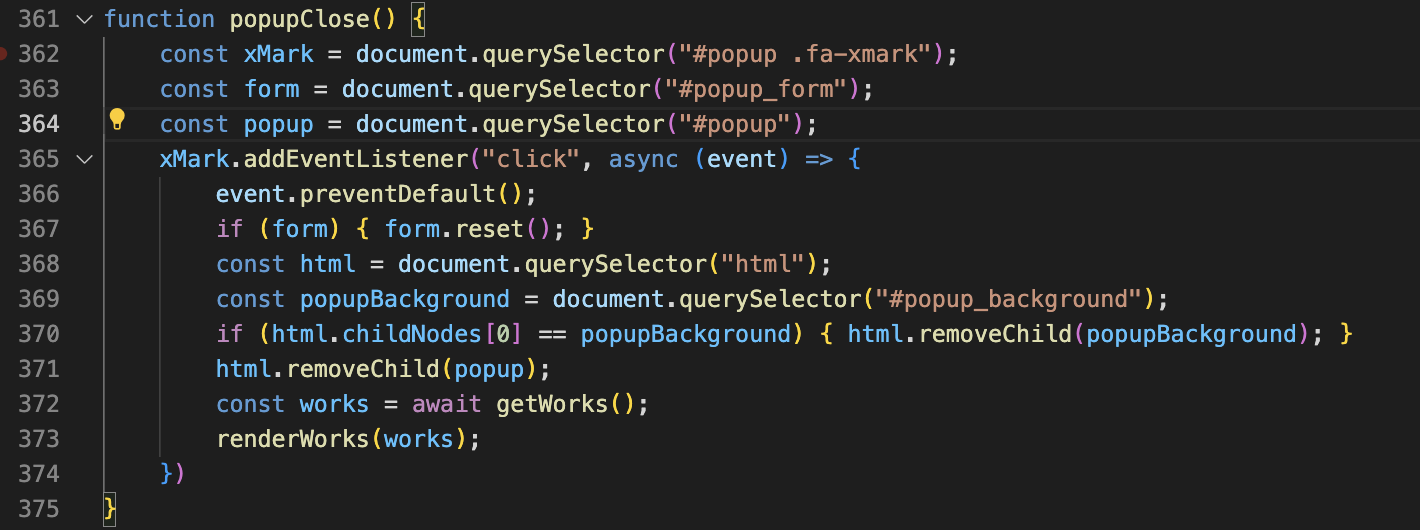 361 function popupClose() {
362 const xMark = document.querySelector("#popup .fa-xmark");
363 const form = document.querySelector("#popup_form");
364 const popup = document.querySelector("#popup");
365 xMark.addEventListener("click", async (event) => {
366 event.preventDefault();
367 if (form) { form.reset(); }
368 const html = document.querySelector("html");
369 const popupBackground = document.querySelector("#popup_background");
370 if (html.childNodes[0] == popupBackground) { html.removeChild(popupBackground); }
371 html.removeChild(popup);
372 const works = await getWorks();
373 renderWorks(works);
374 })
375 }